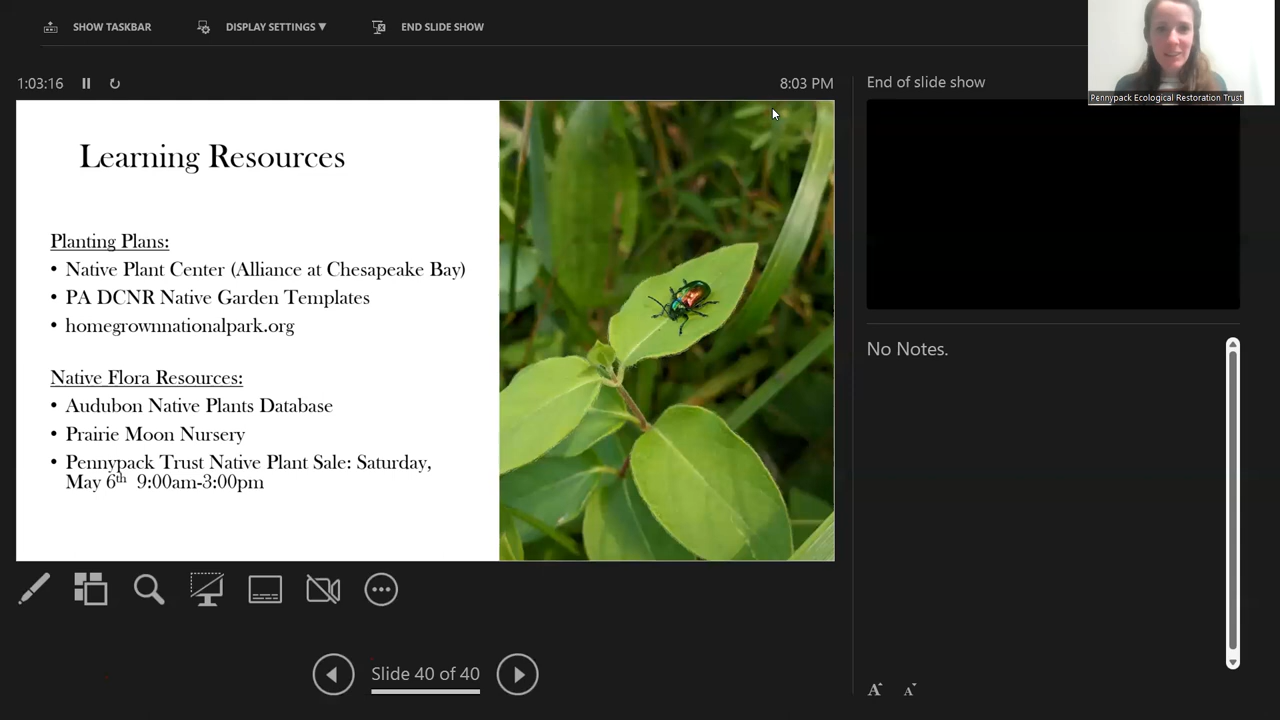 SHOW TASKBAR
DISPLAY SETTINGS ▼
END SLIDE SHOW
1:03:16
8:03 PM
End of slide show
Pennypack Ecological Restoration Trust
Learning Resources
Planting Plans:
• Native Plant Center (Alliance at Chesapeake Bay)
• PA DCNR Native Garden Templates
• homegrownnationalpark.org
Native Flora Resources:
• Audubon Native Plants Database
• Prairie Moon Nursery
• Pennypack Trust Native Plant Sale: Saturday,
May 6th 9:00am-3:00pm
No Notes.
Slide 40 of 40
A A